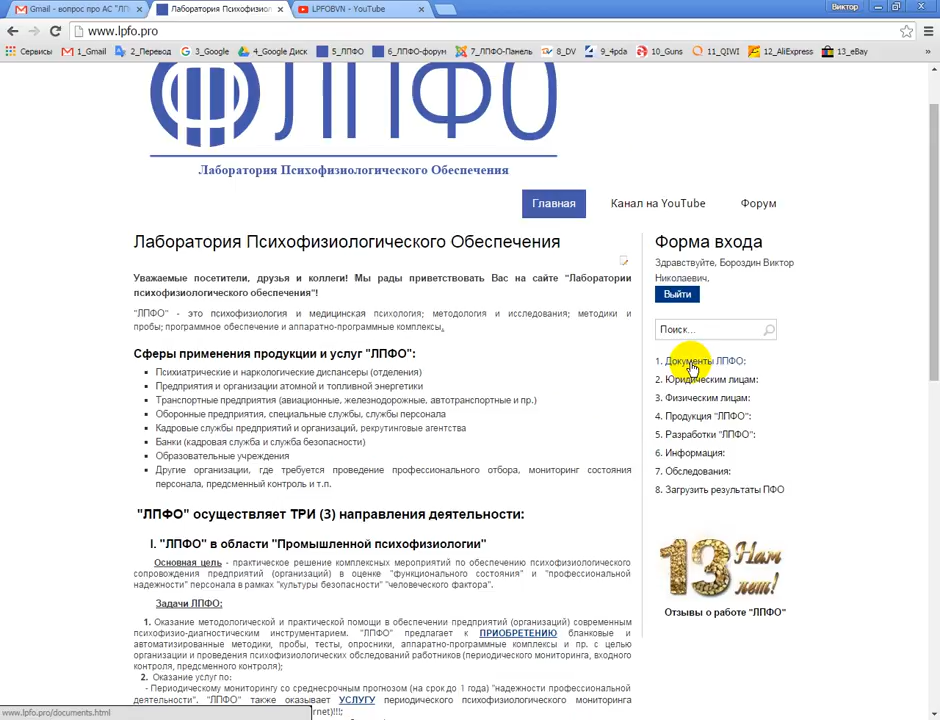 Gmail - вопрос про АС "ЛП
Лаборатория Психофизиол
LPFOBVN - YouTube
Виктор
www.lpfo.pro
Сервисы
1_Gmail
2_Перевод
3_Google
4_Google Диск
5_ЛПФО
6_ЛПФО-форум
7_ЛПФО-Панель
8_DV
9_4pda
10_Guns
11_QIWI
12_AliExpress
13_eBay
»
ЛПФО
Лаборатория Психофизиологического Обеспечения
Главная
Канал на YouTube
Форум
Лаборатория Психофизиологического Обеспечения
Уважаемые посетители, друзья и коллеги! Мы рады приветствовать Вас на сайте "Лаборатории
психофизиологического обеспечения"!
"ЛПФО" - это психофизиология и медицинская психология; методология и исследования; методики и
пробы; программное обеспечение и аппаратно-программные комплексы.
Сферы применения продукции и услуг "ЛПФО":
Психиатрические и наркологические диспансеры (отделения)
Предприятия и организации атомной и топливной энергетики
Транспортные предприятия (авиационные, железнодорожные, автотранспортные и пр.)
Оборонные предприятия, специальные службы, службы персонала
Кадровые службы предприятий и организаций, рекрутинговые агентства
Банки (кадровая служба и служба безопасности)
Образовательные учреждения
Другие организации, где требуется проведение профессионального отбора, мониторинг состояния
персонала, предсменный контроль и т.п.
"ЛПФО" осуществляет ТРИ (3) направления деятельности:
I. "ЛПФО" в области "Промышленной психофизиологии"
Основная цель - практическое решение комплексных мероприятий по обеспечению психофизиологического
сопровождения предприятий (организаций) в оценке "функционального состояния" и "профессиональной
надежности" персонала в рамках "культуры безопасности" "человеческого фактора".
Задачи ЛПФО:
1. Оказание методологической и практической помощи в обеспечении предприятий (организаций) современным
психофизио-диагностическим инструментарием. "ЛПФО" предлагает к ПРИОБРЕТЕНИЮ бланковые и
автоматизированные методики, пробы, тесты, опросники, аппаратно-программные комплексы и пр. с целью
организации и проведения психофизиологических обследований работников (периодического мониторинга, входного
контроля, предсменного контроля);
2. Оказание услуг по:
- Периодическому мониторингу со среднесрочным прогнозом (на срок до 1 года) "надежности профессиональной
деятельности". "ЛПФО" также оказывает УСЛУГУ периодического психофизиологического мониторинга
rnet)!!!;
Форма входа
Здравствуйте, Бороздин Виктор
Николаевич,
Выйти
Поиск...
1. Документы ЛПФО:
2. Юридическим лицам:
3. Физическим лицам:
4. Продукция "ЛПФО":
5. Разработки "ЛПФО":
6. Информация:
7. Обследования:
8. Загрузить результаты ПФО
13 Нам
лет!
Отзывы о работе "ЛПФО"
www.lpfo.pro/documents.html